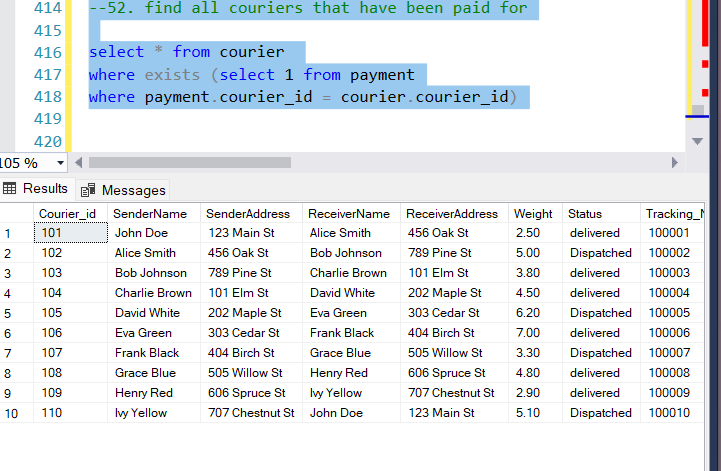 414 --52. find all couriers that have been paid for
415
416 select * from courier
417 where exists (select 1 from payment
418 where payment.courier_id = courier.courier_id)
419
420
105 %
Results Messages
Courier_id SenderName SenderAddress ReceiverName ReceiverAddress Weight Status Tracking_N
1 101 John Doe 123 Main St Alice Smith 456 Oak St 2.50 delivered 100001
2 102 Alice Smith 456 Oak St Bob Johnson 789 Pine St 5.00 Dispatched 100002
3 103 Bob Johnson 789 Pine St Charlie Brown 101 Elm St 3.80 delivered 100003
4 104 Charlie Brown 101 Elm St David White 202 Maple St 4.50 delivered 100004
5 105 David White 202 Maple St Eva Green 303 Cedar St 6.20 Dispatched 100005
6 106 Eva Green 303 Cedar St Frank Black 404 Birch St 7.00 delivered 100006
7 107 Frank Black 404 Birch St Grace Blue 505 Willow St 3.30 Dispatched 100007
8 108 Grace Blue 505 Willow St Henry Red 606 Spruce St 4.80 delivered 100008
9 109 Henry Red 606 Spruce St Ivy Yellow 707 Chestnut St 2.90 delivered 100009
10 110 Ivy Yellow 707 Chestnut St John Doe 123 Main St 5.10 Dispatched 100010